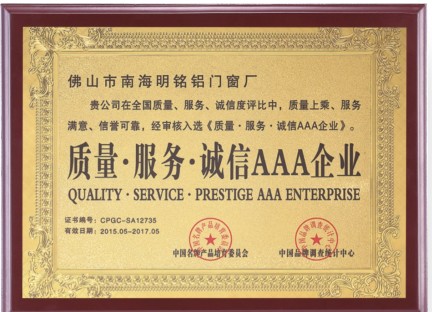 佛山市南海明铭铝门窗厂
贵公司在全国质量、服务、诚信度评比中，质量上乘、服务
满意、信誉可靠，经审核入选《质量·服务·诚信AAA企业》。
质量·服务·诚信AAA企业
QUALITY · SERVICE · PRESTIGE AAA ENTERPRISE
证书编号：CPGC-SA12735
有效日期：2015.05-2017.05
中国名牌产品培育委员会 中国品牌调查统计中心